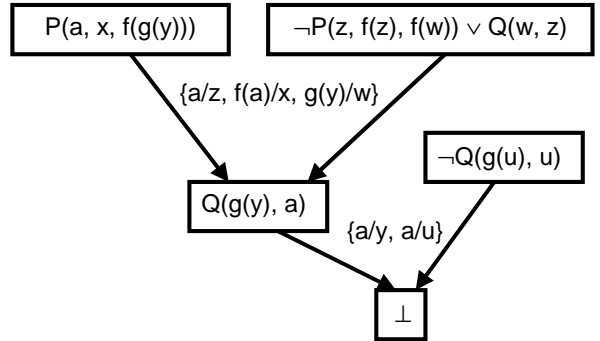 P(a, x, f(g(y)))
¬P(z, f(z), f(w)) ∨ Q(w, z)
{a/z, f(a)/x, g(y)/w}
¬Q(g(u), u)
Q(g(y), a)
{a/y, a/u}
⊥